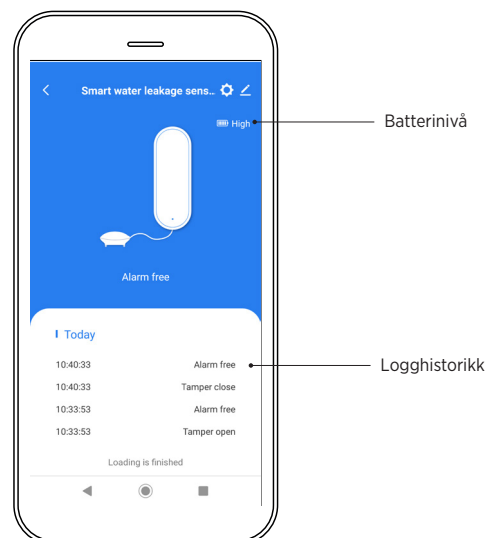 Smart water leakage sens..
High
Batterinivå
Alarm free
Today
10:40:33 Alarm free
Logghistorikk
10:40:33 Tamper close
10:33:53 Alarm free
10:33:53 Tamper open
Loading is finished